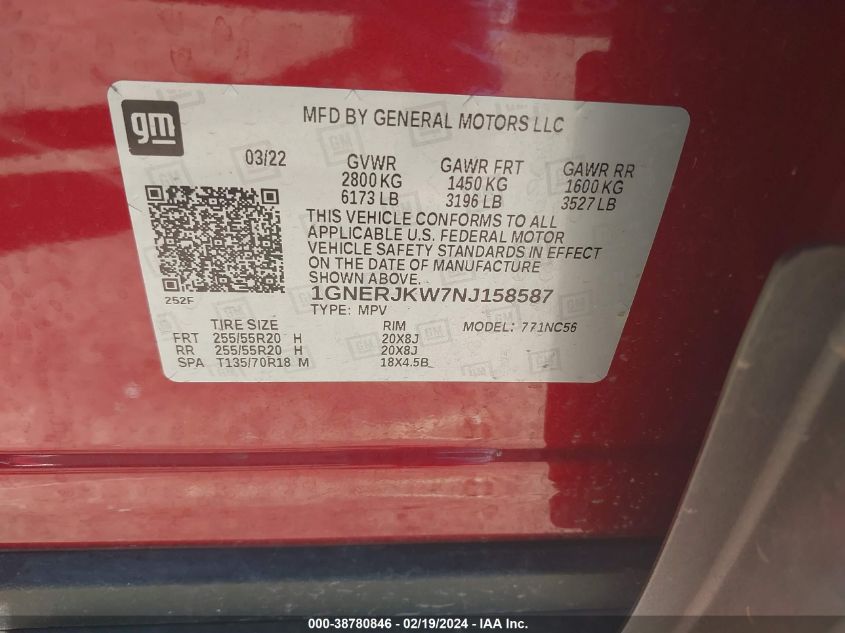 gm
MFD BY GENERAL MOTORS LLC
03/22 GVWR GAWR FRT GAWR RR
2800 KG 1450 KG 1600 KG
6173 LB 3196 LB 3527 LB
THIS VEHICLE CONFORMS TO ALL
APPLICABLE U.S. FEDERAL MOTOR
VEHICLE SAFETY STANDARDS IN EFFECT
ON THE DATE OF MANUFACTURE
SHOWN ABOVE.
252F 1GNERJKW7NJ158587
TYPE: MPV
TIRE SIZE RIM MODEL: 771NC56
FRT 255/55R20 H 20X8J
RR 255/55R20 H 20X8J
SPA T135/70R18 M 18X4.5B
000-38780846 - 02/19/2024 - IAA Inc.